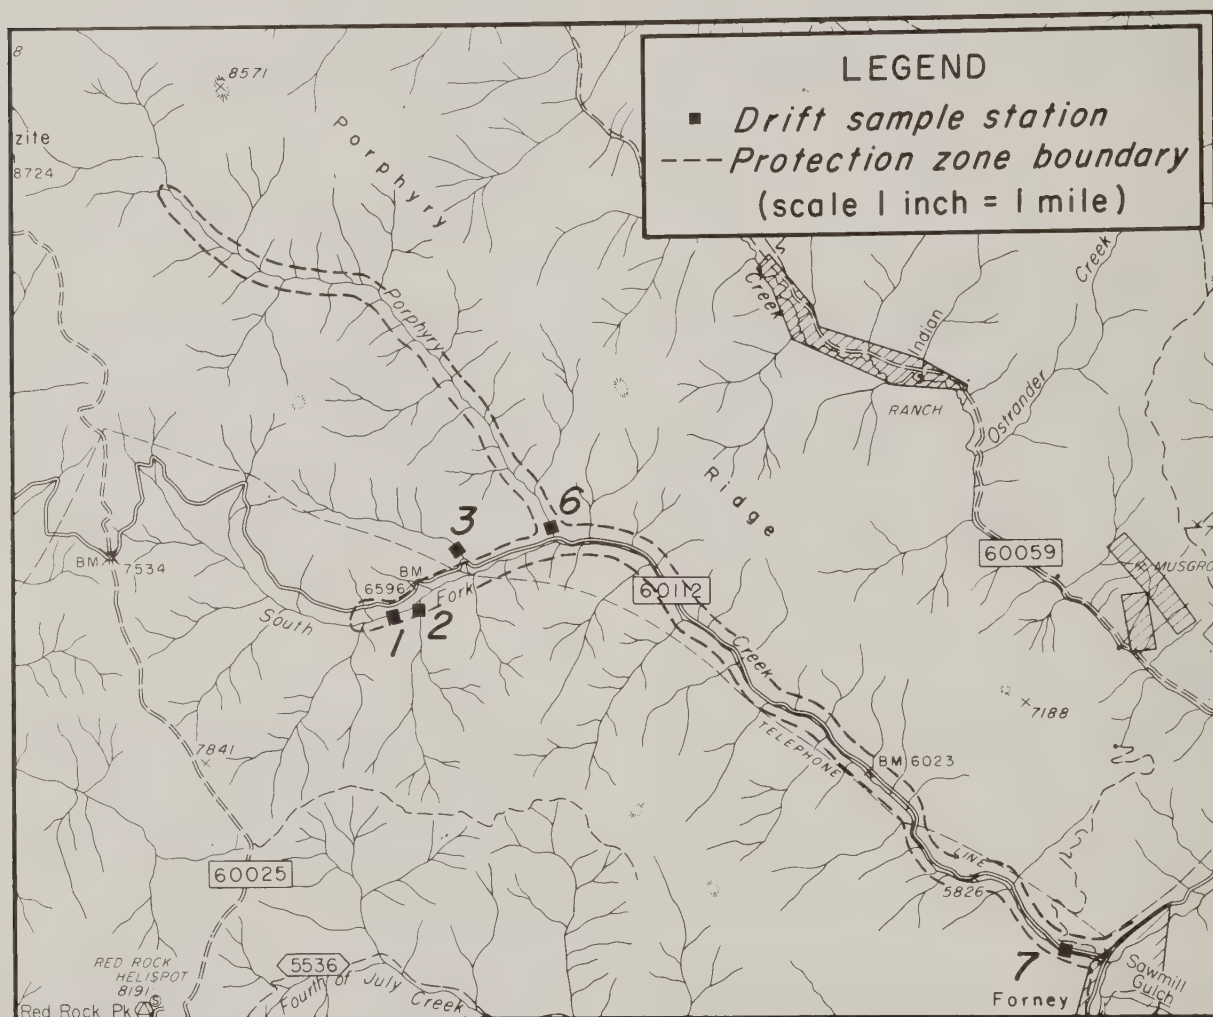 LEGEND
Drift sample station
Protection zone boundary
(scale 1 inch = 1 mile)
8
8571
zite
8724
Porphyry
Porphyry
Creek
Indian
Creek
RANCH
Ostrander
Ridge
6
3
60059
BM
7534
BM
6596
Fork
60112
MUSGRO
South
1
2
Creek
7188
7841
TELEPHONE
BM 6023
LINE
60025
5826
RED ROCK
HELISPOT
8191
5536
7
Sawmill
Gulch
Fourth of July Creek
Forney
Red Rock Pk
S